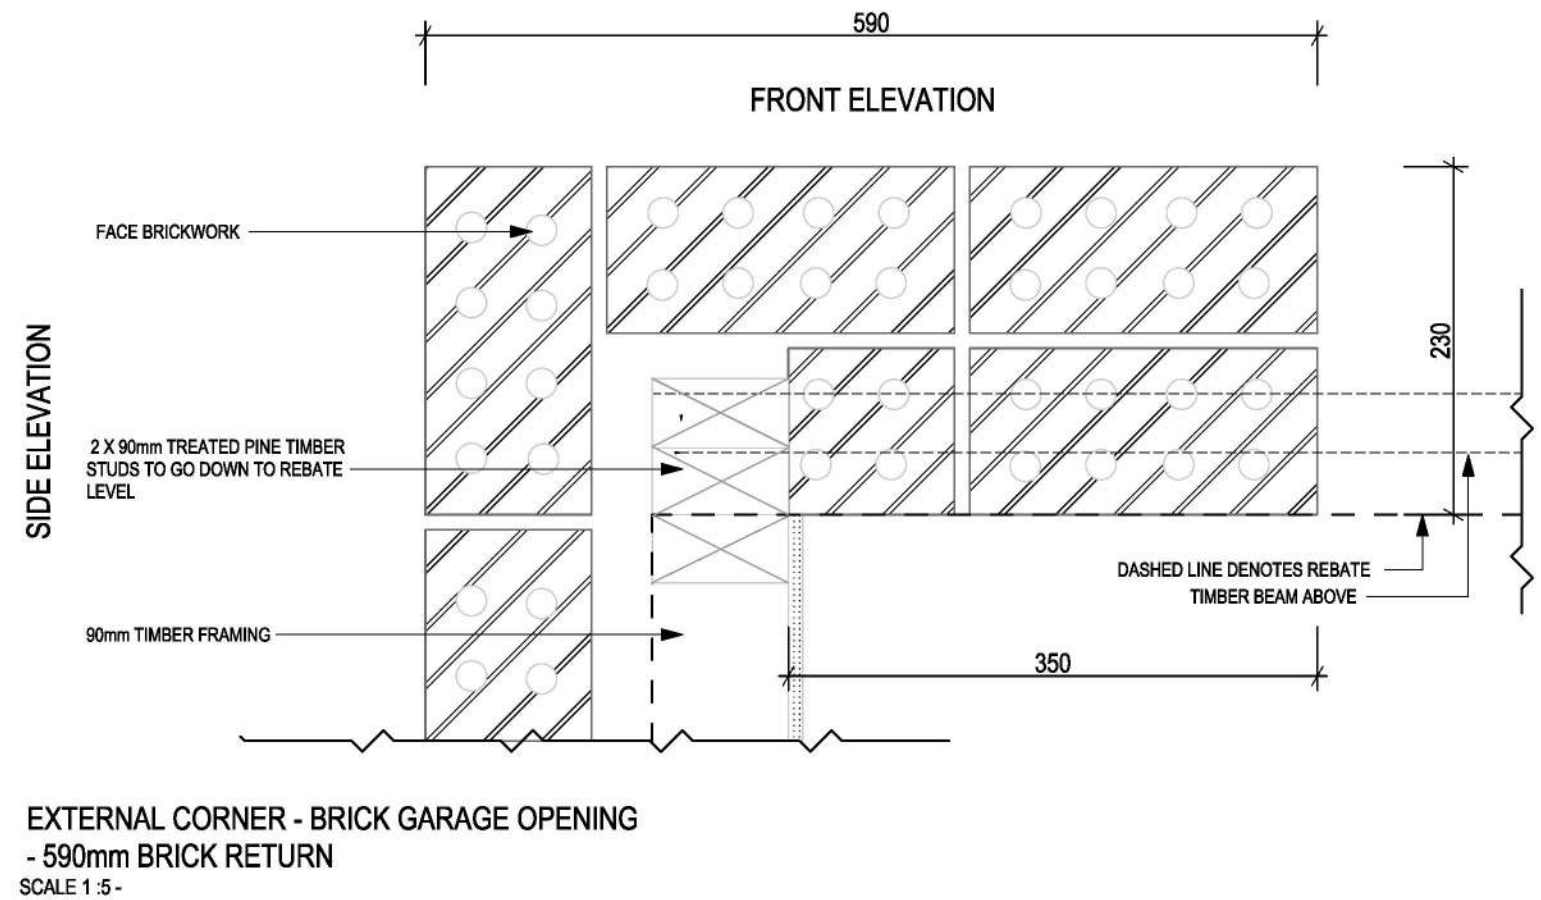 590
FRONT ELEVATION
FACE BRICKWORK
SIDE ELEVATION
230
2 X 90mm TREATED PINE TIMBER
STUDS TO GO DOWN TO REBATE
LEVEL
DASHED LINE DENOTES REBATE
TIMBER BEAM ABOVE
90mm TIMBER FRAMING
350
EXTERNAL CORNER - BRICK GARAGE OPENING
- 590mm BRICK RETURN
SCALE 1 :5 -